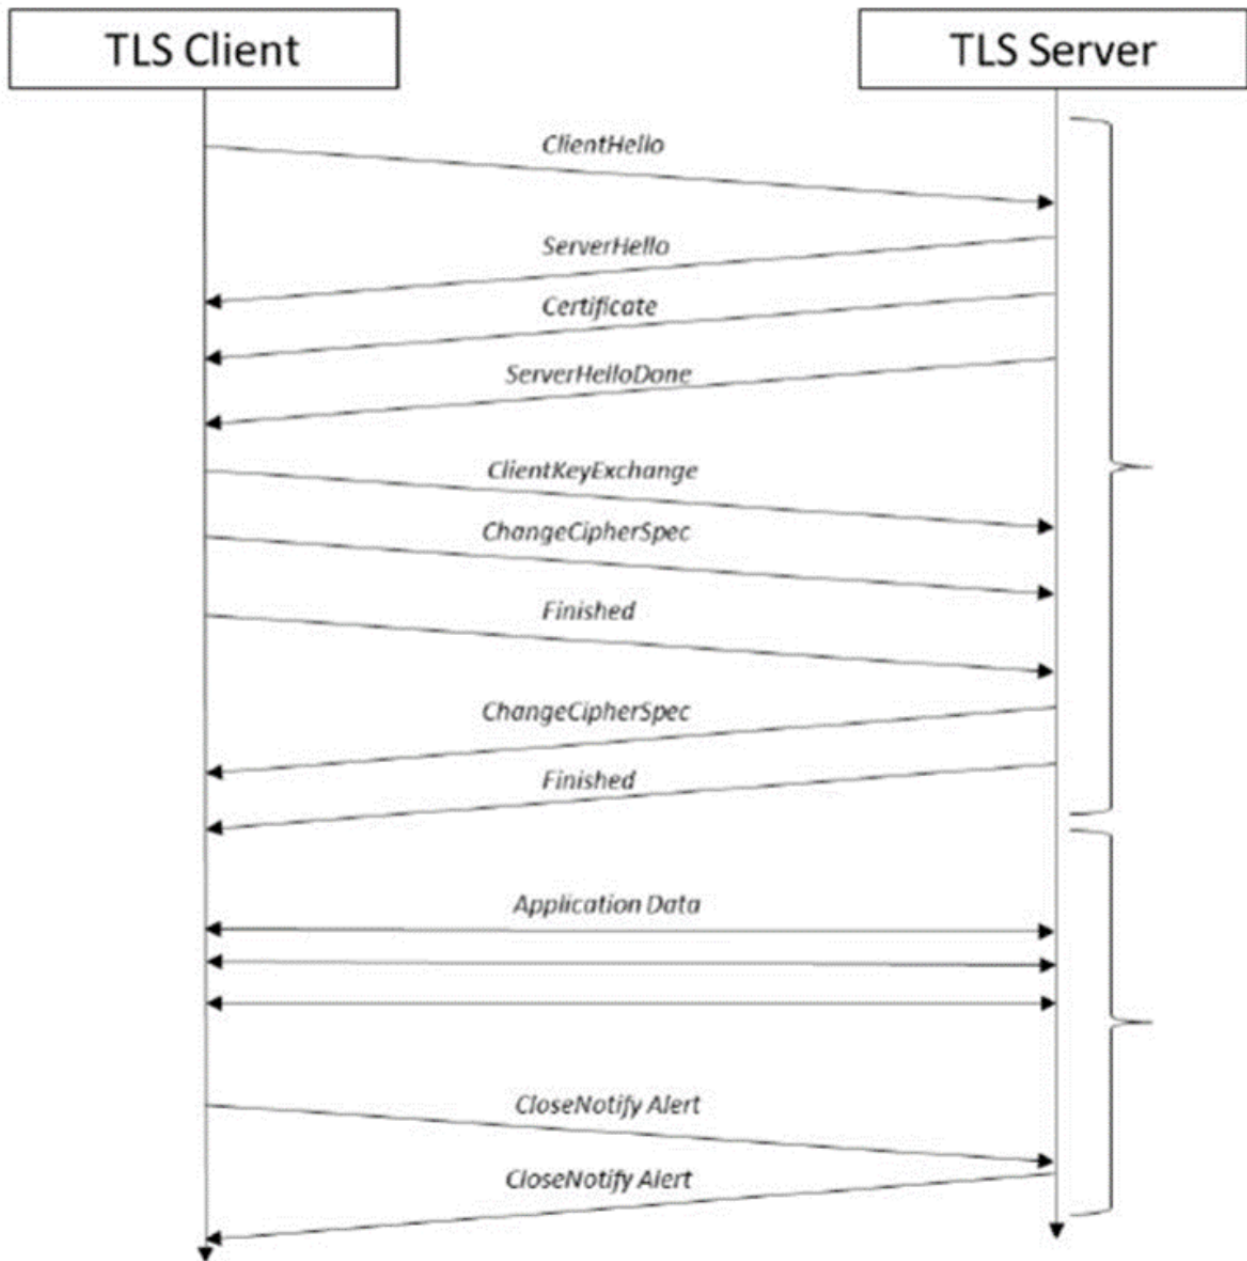 TLS Client
TLS Server
ClientHello
ServerHello
Certificate
ServerHelloDone
ClientKeyExchange
ChangeCipherSpec
Finished
ChangeCipherSpec
Finished
Application Data
CloseNotify Alert
CloseNotify Alert